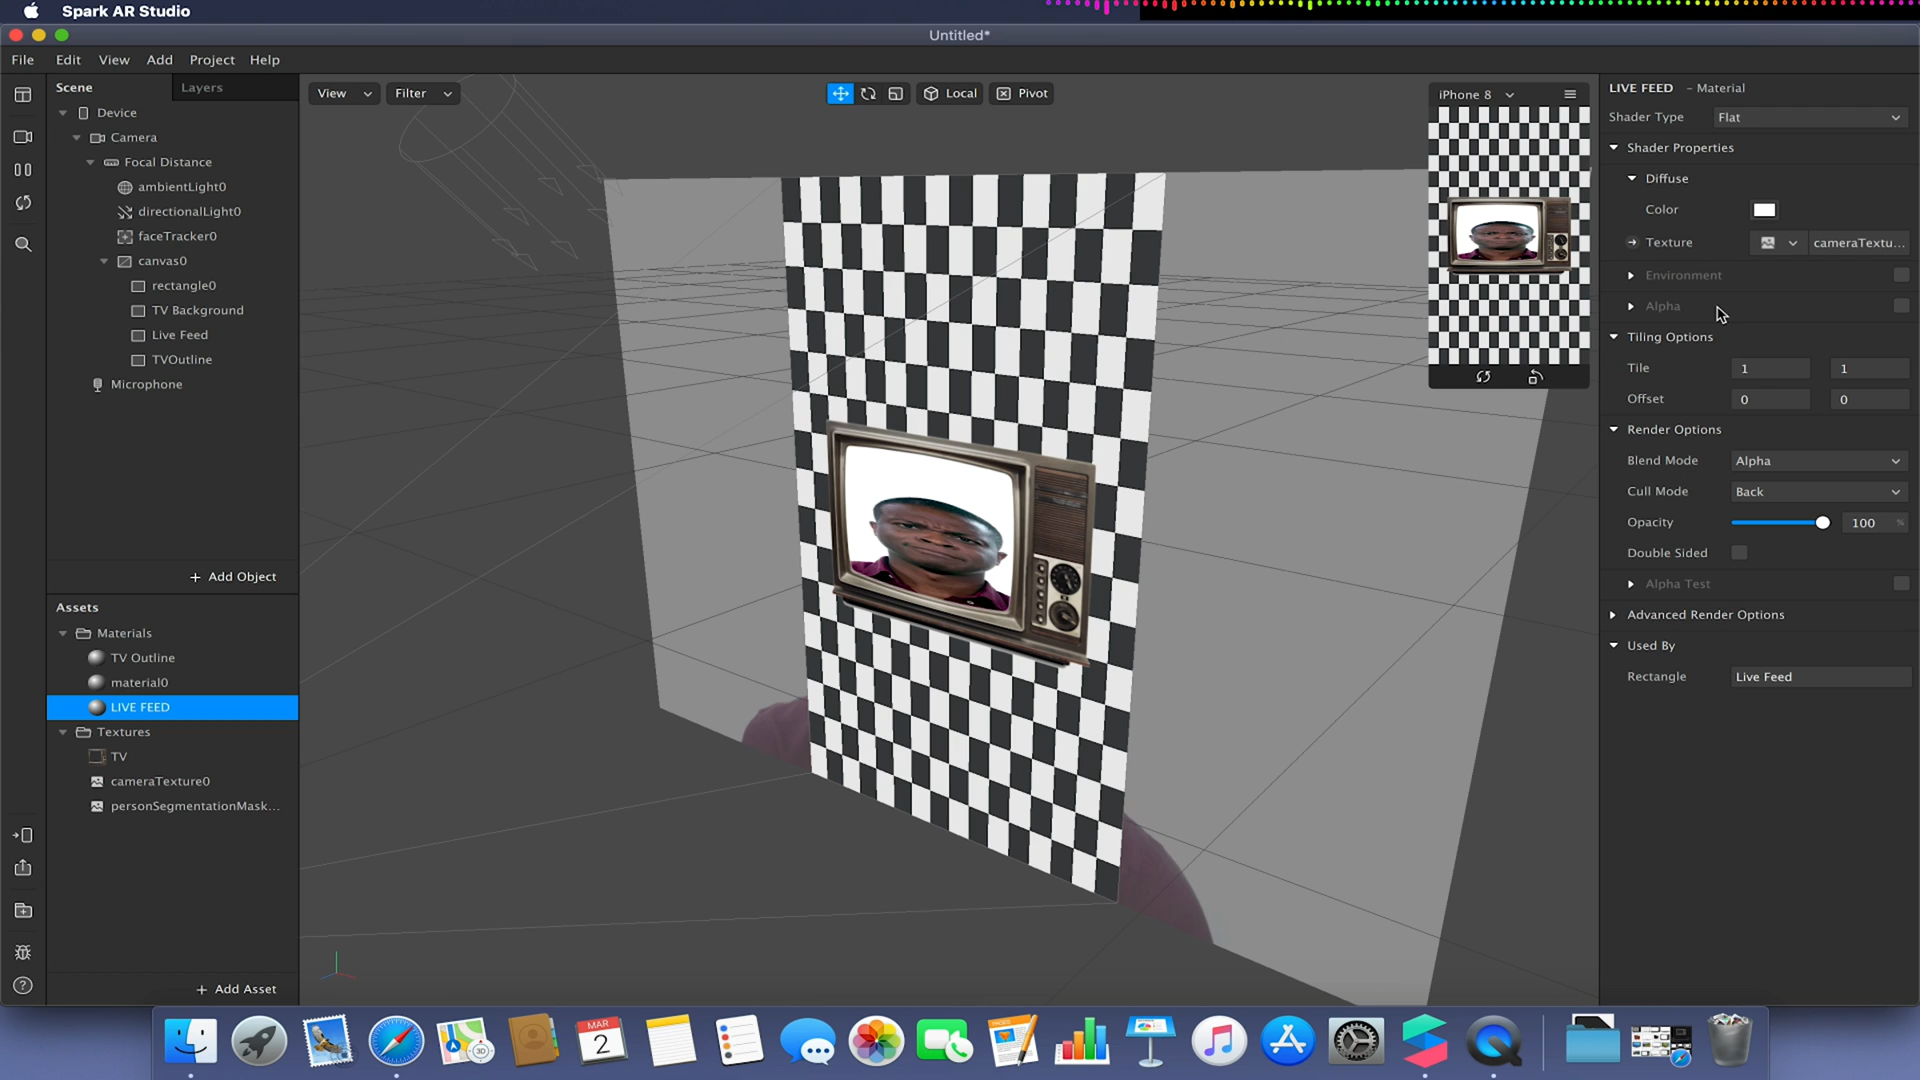 Spark AR Studio
Untitled*
File Edit View Add Project Help
Scene Layers
Device
Camera
Focal Distance
ambientLight0
directionalLight0
faceTracker0
canvas0
rectangle0
TV Background
Live Feed
TVOutline
Microphone
+ Add Object
Assets
Materials
TV Outline
material0
LIVE FEED
Textures
TV
cameraTexture0
personSegmentationMask...
+ Add Asset
View Filter Local Pivot
iPhone 8
LIVE FEED - Material
Shader Type Flat
Shader Properties
Diffuse
Color
Texture cameraTextu...
Environment
Alpha
Tiling Options
Tile 1 1
Offset 0 0
Render Options
Blend Mode Alpha
Cull Mode Back
Opacity 100 %
Double Sided
Alpha Test
Advanced Render Options
Used By
Rectangle Live Feed
MAR
2
3D
PAGES